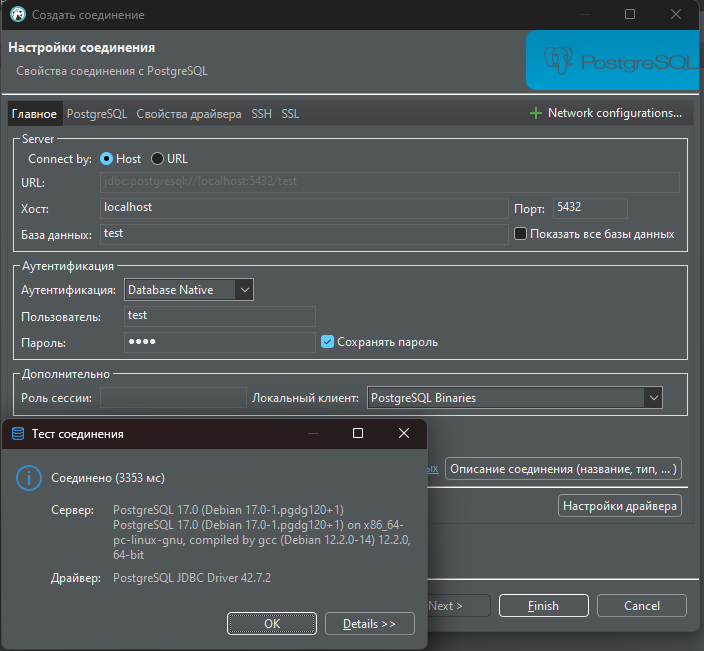 Создать соединение
Настройки соединения
Свойства соединения с PostgreSQL
PostgreSQL
Главное PostgreSQL Свойства драйвера SSH SSL Network configurations...
Server
Connect by: Host URL
URL: jdbc:postgresql://localhost:5432/test
Хост: localhost Порт: 5432
База данных: test Показать все базы данных
Аутентификация
Аутентификация: Database Native
Пользователь: test
Пароль: •••• Сохранять пароль
Дополнительно
Роль сессии: Локальный клиент: PostgreSQL Binaries
Описание соединения (название, тип, ... )
Настройки драйвера
Тест соединения
Соединено (3353 мс)
Сервер: PostgreSQL 17.0 (Debian 17.0-1.pgdg120+1)
PostgreSQL 17.0 (Debian 17.0-1.pgdg120+1) on x86_64-
pc-linux-gnu, compiled by gcc (Debian 12.2.0-14) 12.2.0,
64-bit
Драйвер: PostgreSQL JDBC Driver 42.7.2
OK Details >>
Next > Finish Cancel